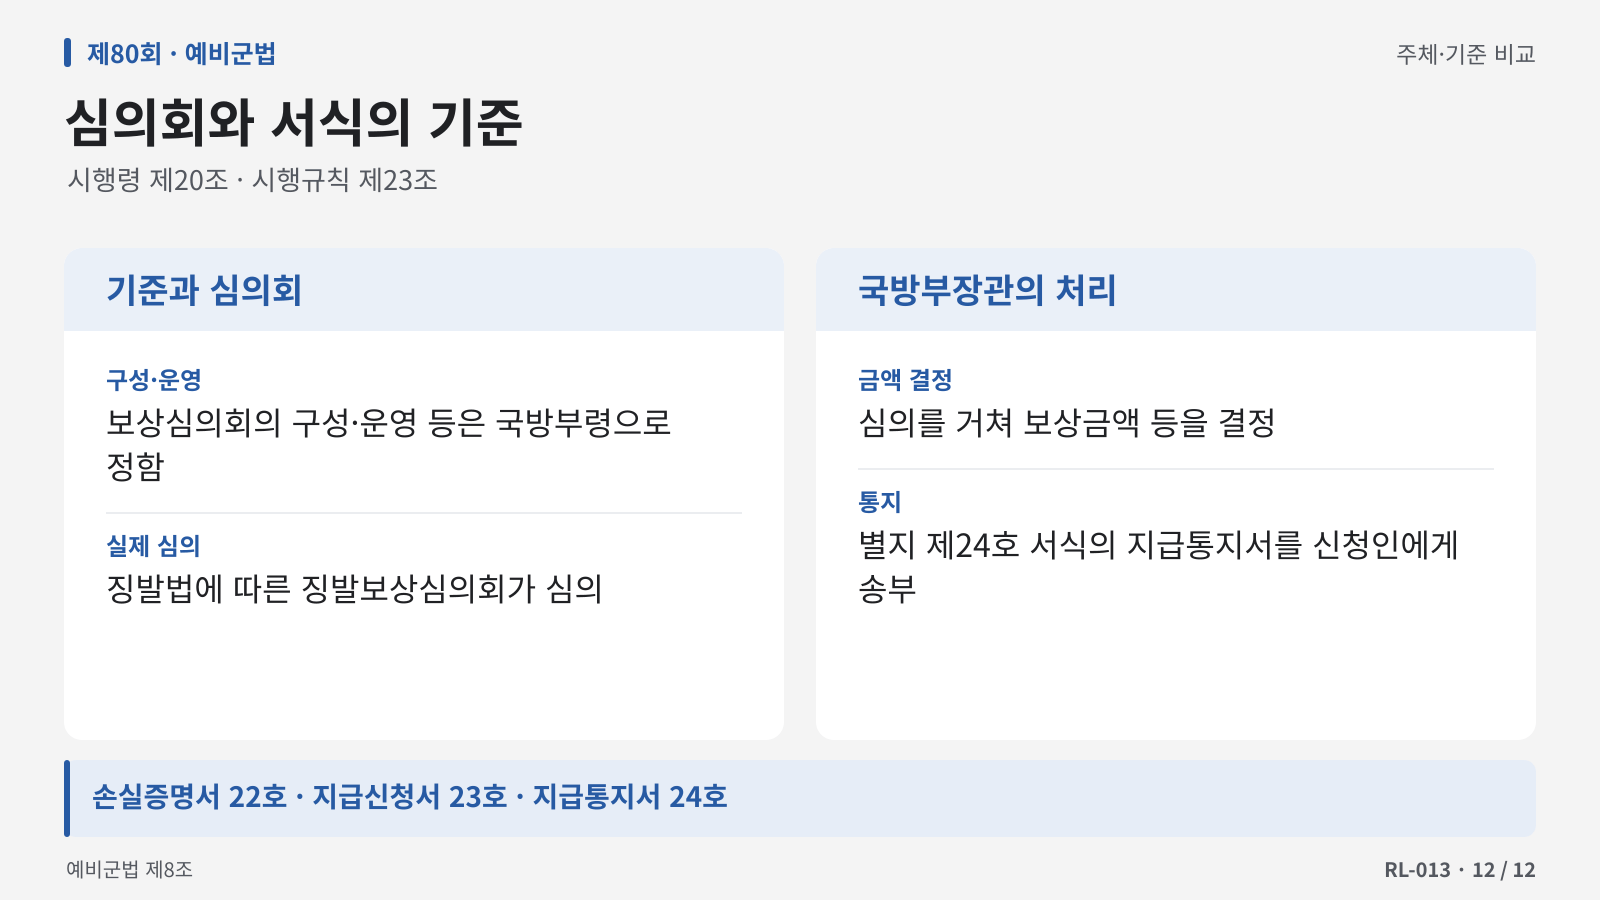 제80회 · 예비군법
주체·기준 비교
심의회와 서식의 기준
시행령 제20조 · 시행규칙 제23조
기준과 심의회
구성·운영
보상심의회의 구성·운영 등은 국방부령으로
정함
실제 심의
징발법에 따른 징발보상심의회가 심의
국방부장관의 처리
금액 결정
심의를 거쳐 보상금액 등을 결정
통지
별지 제24호 서식의 지급통지서를 신청인에게
송부
손실증명서 22호 · 지급신청서 23호 · 지급통지서 24호
예비군법 제8조
RL-013 · 12 / 12